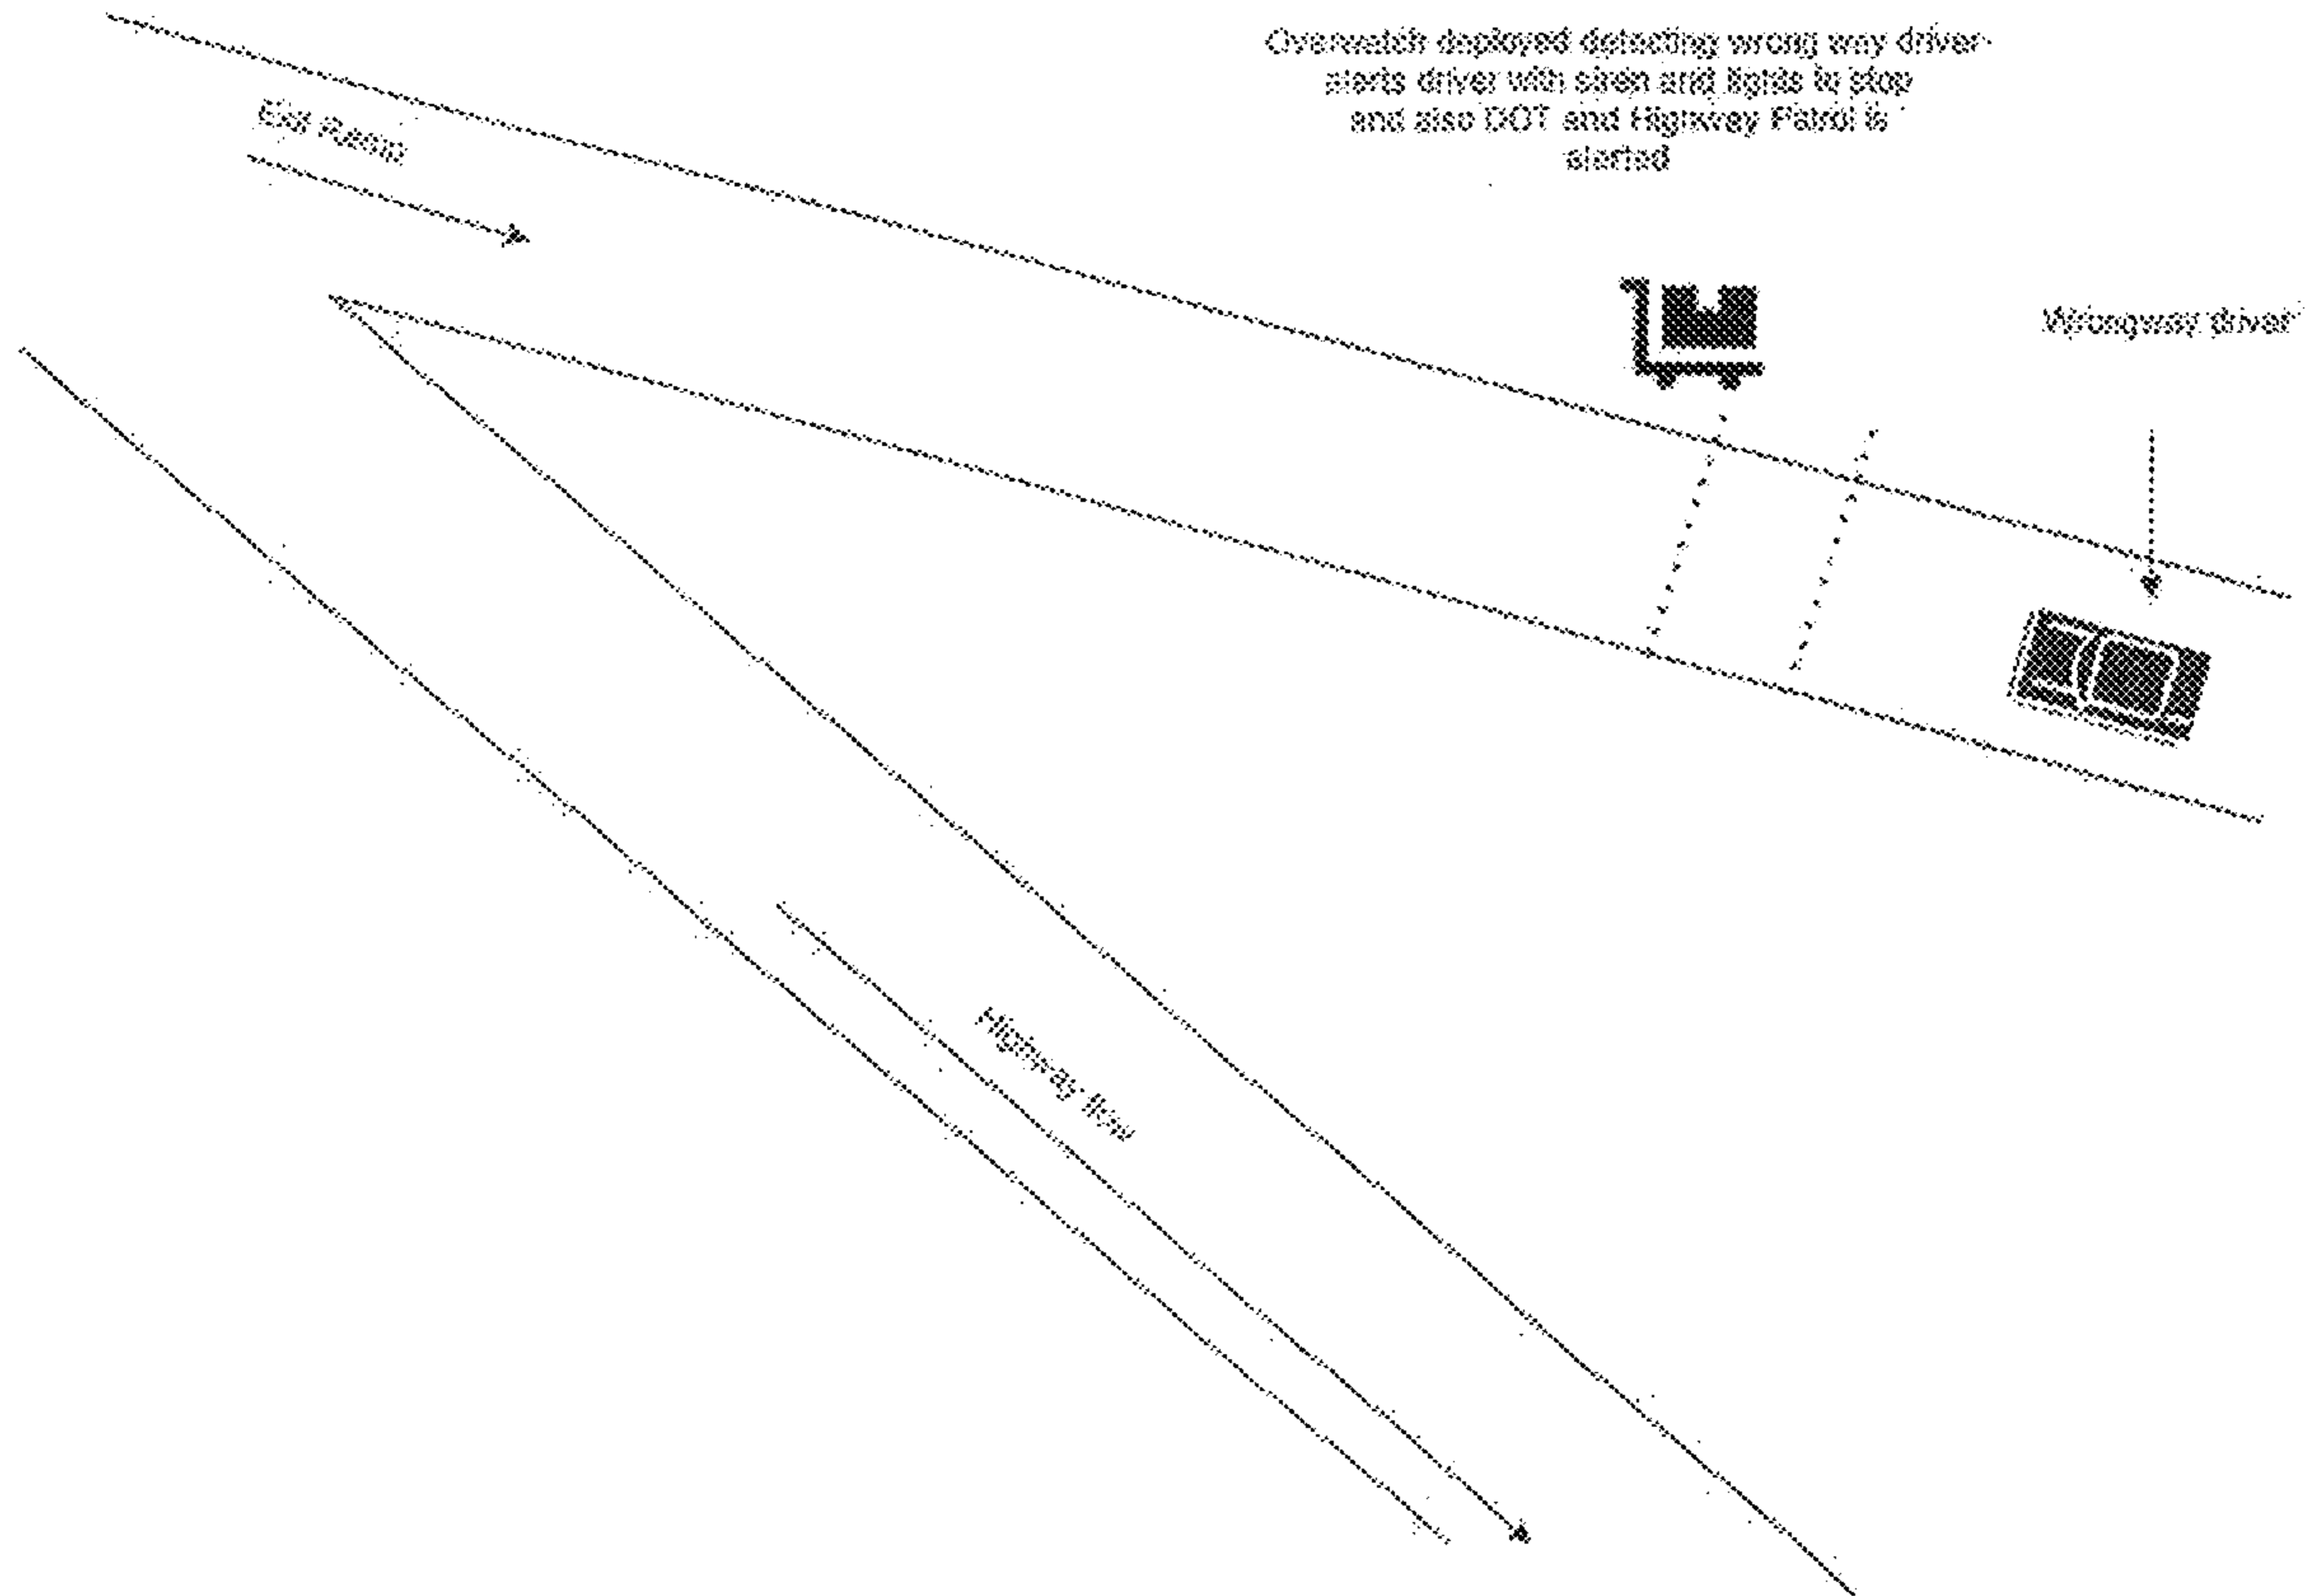 Overwatch deployed detecting wrong way driver
alerts driver with siren and lights to stop
and also DOT and Highway Patrol is
alerted
Exit Ramp
Wrongway driver
Highway flow